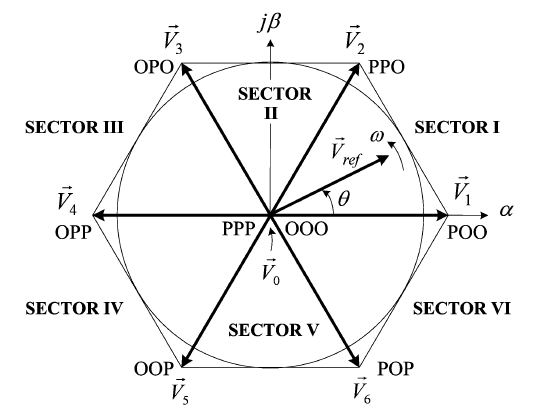 jβ
V⃗3
V⃗2
OPO
PPO
SECTOR
II
SECTOR III
SECTOR I
ω
V⃗ref
V⃗4
θ
V⃗1
α
OPP
PPP
OOO
POO
V⃗0
SECTOR IV
SECTOR VI
SECTOR V
OOP
POP
V⃗5
V⃗6